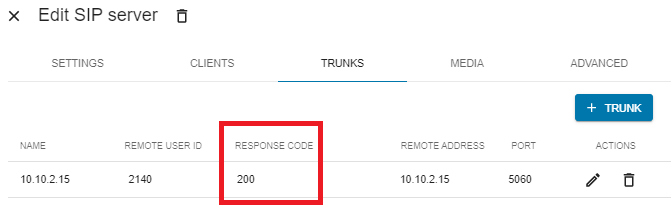 Edit SIP server
SETTINGS CLIENTS TRUNKS MEDIA ADVANCED
+ TRUNK
NAME REMOTE USER ID RESPONSE CODE REMOTE ADDRESS PORT ACTIONS
10.10.2.15 2140 200 10.10.2.15 5060